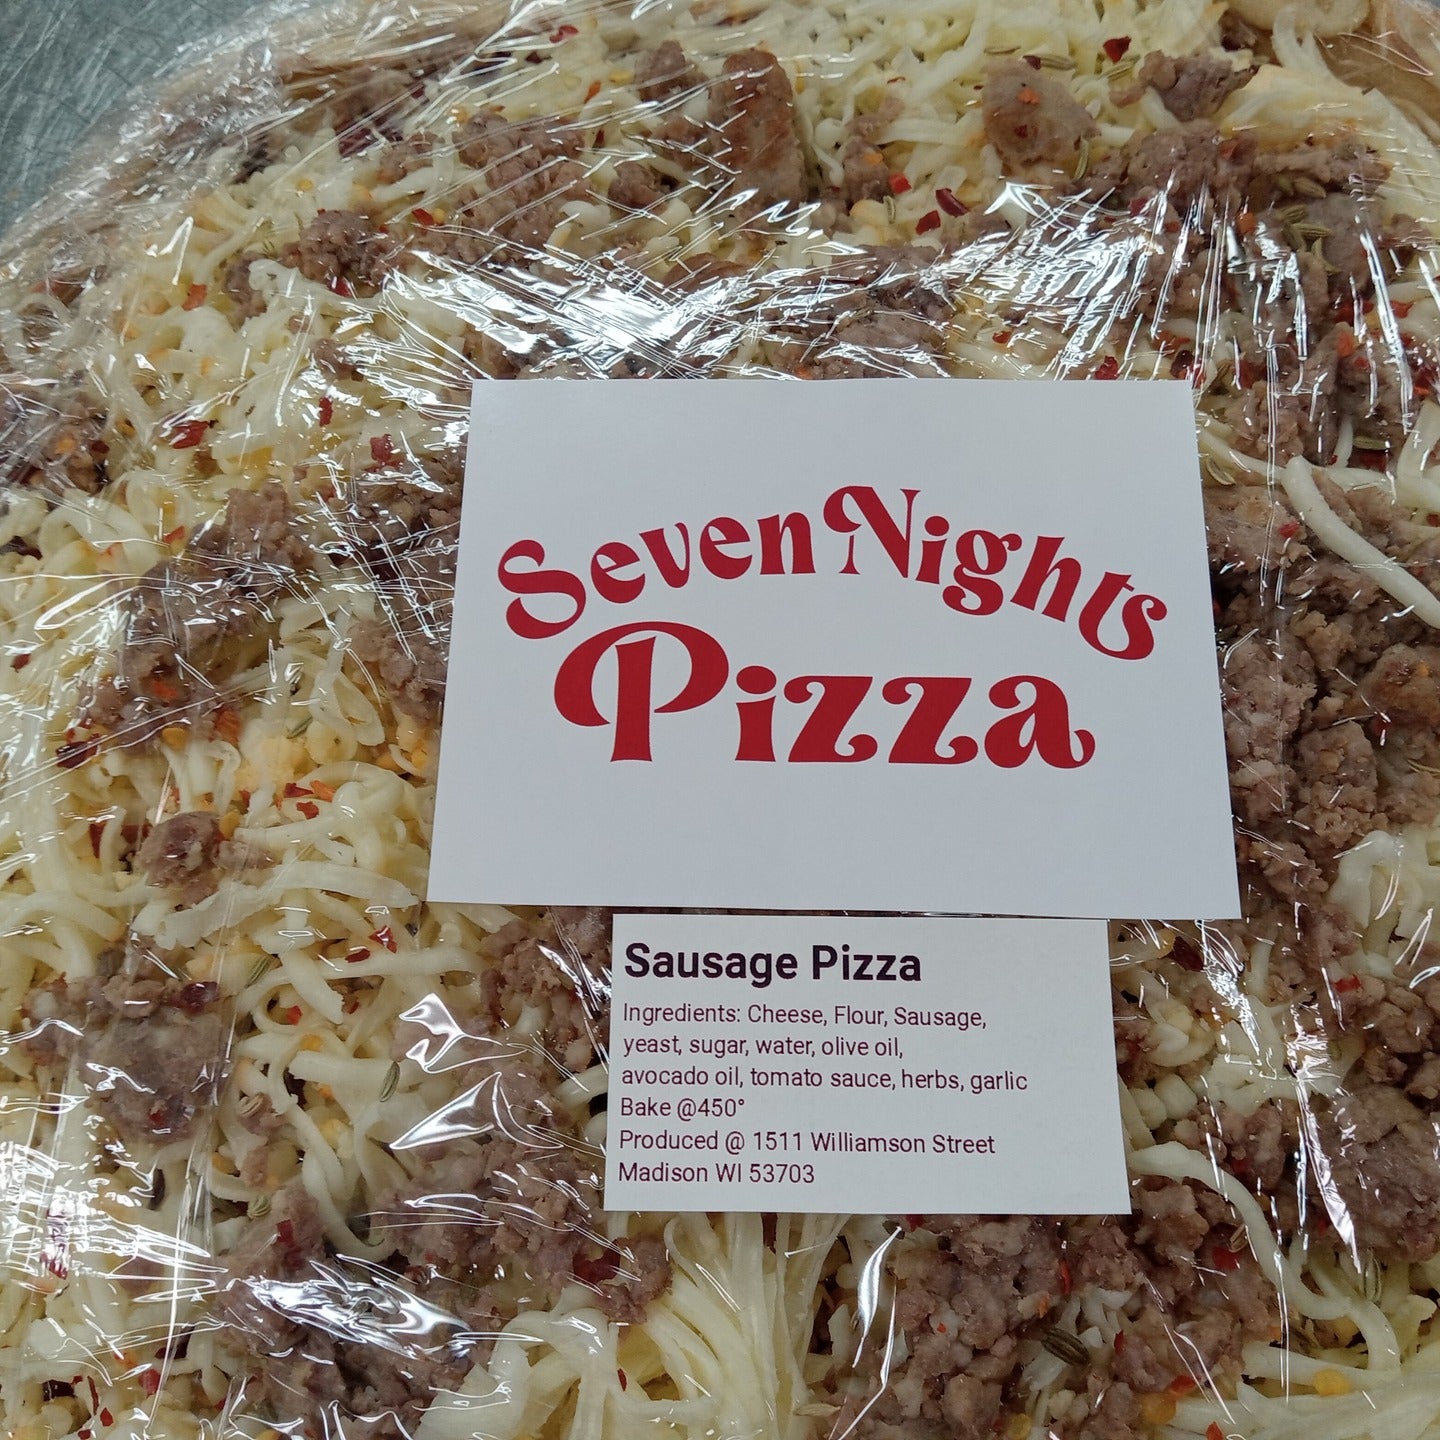 Seven Nights
Pizza
Sausage Pizza
Ingredients: Cheese, Flour, Sausage,
yeast, sugar, water, olive oil,
avocado oil, tomato sauce, herbs, garlic
Bake @450°
Produced @ 1511 Williamson Street
Madison WI 53703